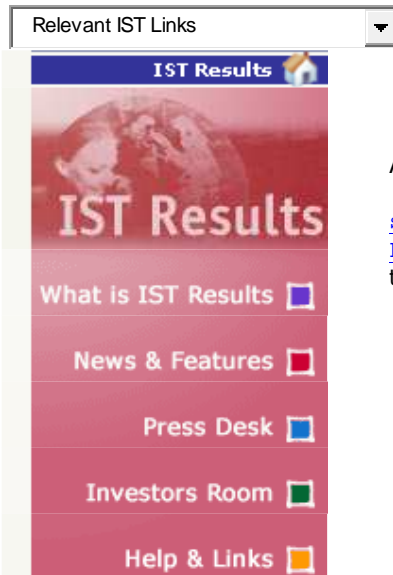 Relevant IST Links
IST Results
IST Results
What is IST Results
News & Features
Press Desk
Investors Room
Help & Links